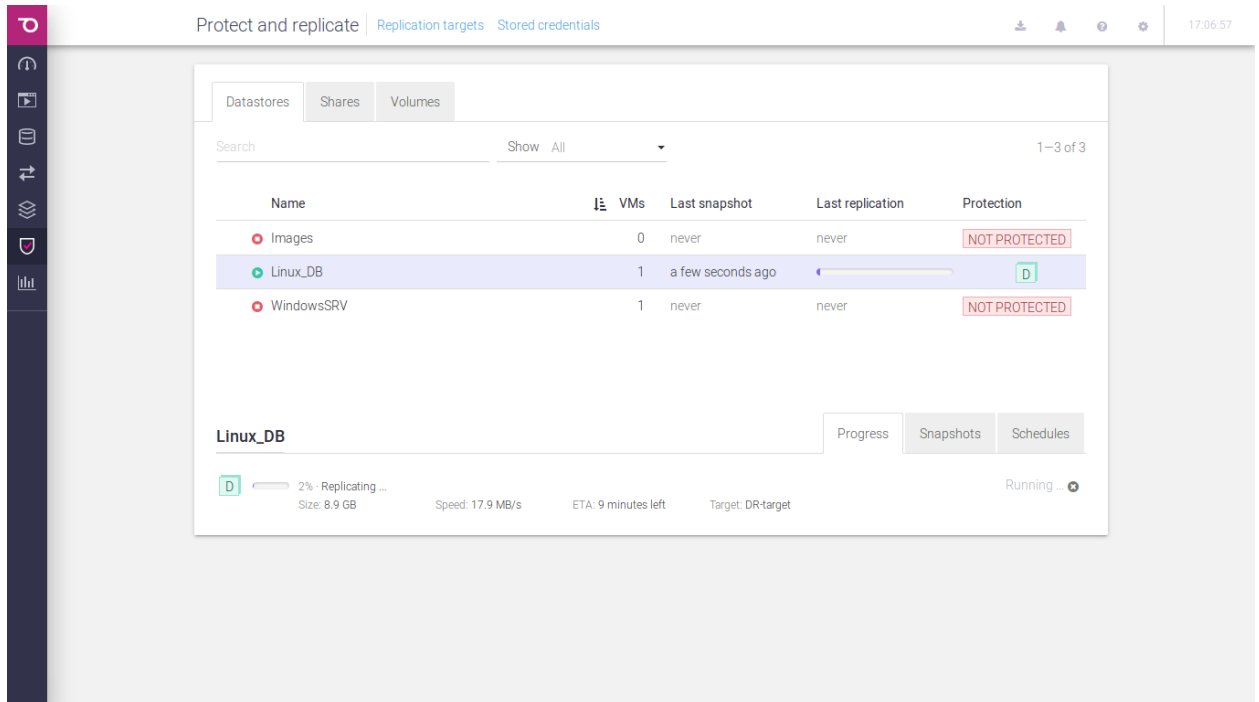 Protect and replicate Replication targets Stored credentials 17:06:57
Datastores Shares Volumes
Search Show All 1—3 of 3
Name VMs Last snapshot Last replication Protection
Images 0 never never NOT PROTECTED
Linux_DB 1 a few seconds ago D
WindowsSRV 1 never never NOT PROTECTED
Linux_DB Progress Snapshots Schedules
D 2% · Replicating ... Running ...
Size: 8.9 GB Speed: 17.9 MB/s ETA: 9 minutes left Target: DR-target